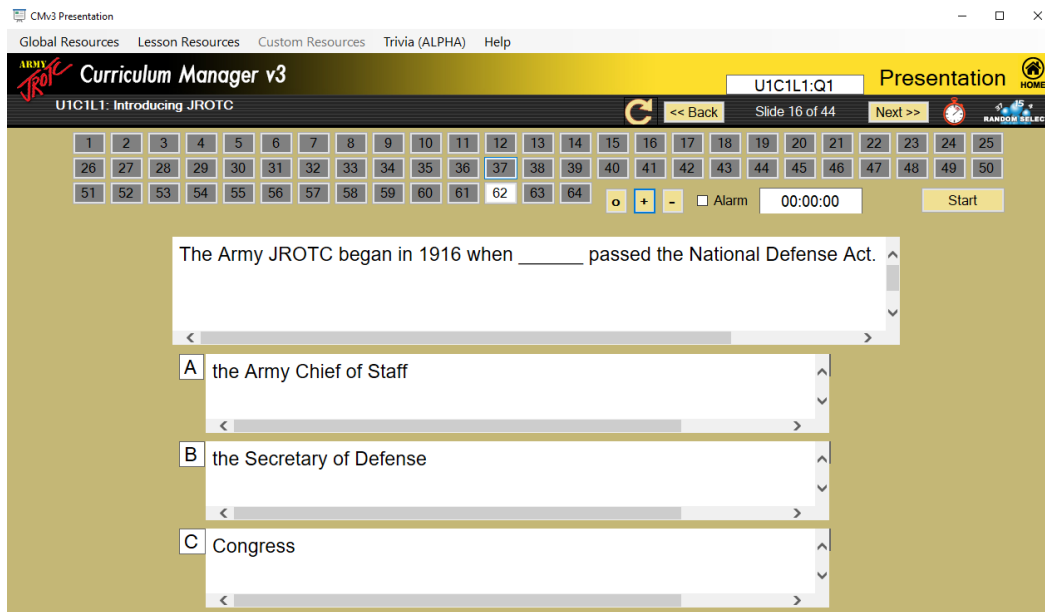 CMv3 Presentation
Global Resources Lesson Resources Custom Resources Trivia (ALPHA) Help
ARMY JROTC Curriculum Manager v3 U1C1L1:Q1 Presentation HOME
U1C1L1: Introducing JROTC << Back Slide 16 of 44 Next >> RANDOM SELEC
1 2 3 4 5 6 7 8 9 10 11 12 13 14 15 16 17 18 19 20 21 22 23 24 25
26 27 28 29 30 31 32 33 34 35 36 37 38 39 40 41 42 43 44 45 46 47 48 49 50
51 52 53 54 55 56 57 58 59 60 61 62 63 64 o + - Alarm 00:00:00 Start
The Army JROTC began in 1916 when ______ passed the National Defense Act.
A the Army Chief of Staff
B the Secretary of Defense
C Congress